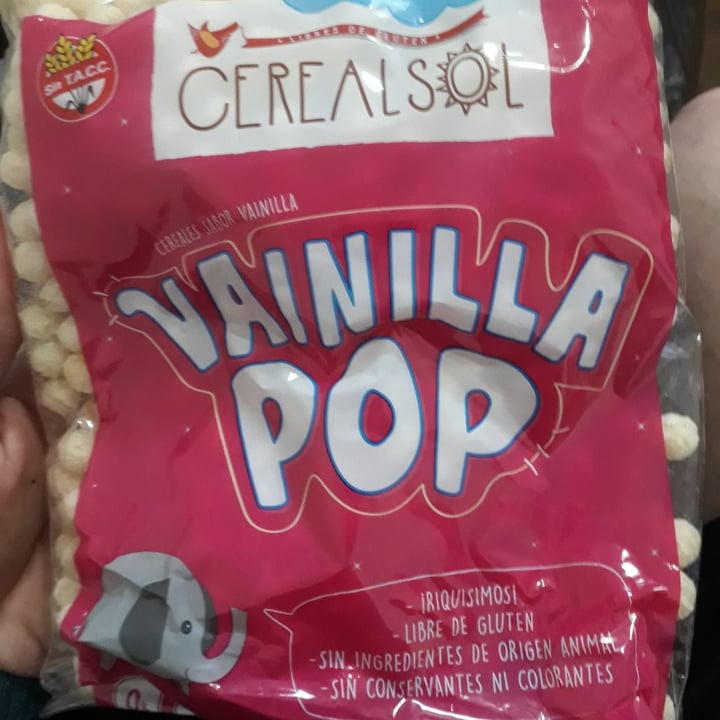 • LIBRES DE GLUTEN •
CEREALSOL
Sin T.A.C.C.
CEREALES SABOR VAINILLA
VAINILLA
POP
- ¡RIQUISIMOS!
- LIBRE DE GLUTEN
-SIN INGREDIENTES DE ORIGEN ANIMAL
-SIN CONSERVANTES NI COLORANTES